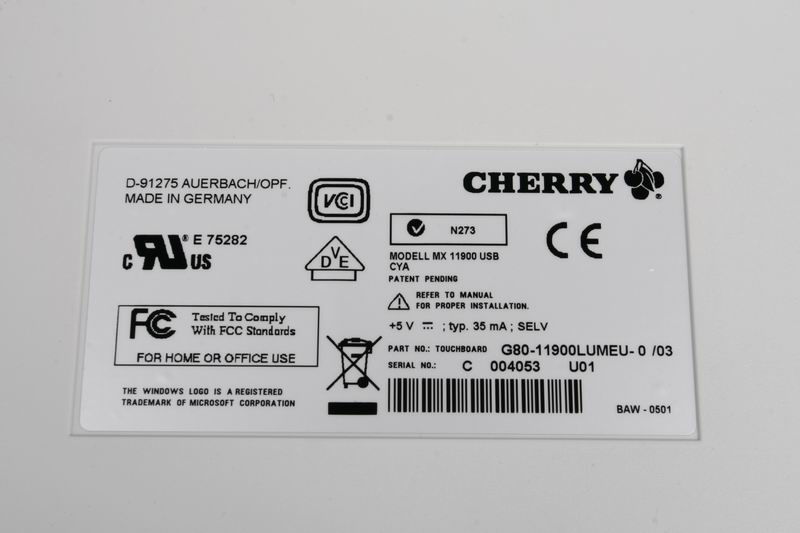 D-91275 AUERBACH/OPF.
MADE IN GERMANY
VCCI
CHERRY ®
N273
CE
c RU ® US E 75282
DVE
MODELL MX 11900 USB
CYA
PATENT PENDING
REFER TO MANUAL
FOR PROPER INSTALLATION.
FC Tested To Comply
With FCC Standards
FOR HOME OR OFFICE USE
+5 V ⎓ ; typ. 35 mA ; SELV
PART NO.: TOUCHBOARD G80-11900LUMEU- 0 /03
SERIAL NO.: C 004053 U01
THE WINDOWS LOGO IS A REGISTERED
TRADEMARK OF MICROSOFT CORPORATION
BAW - 0501